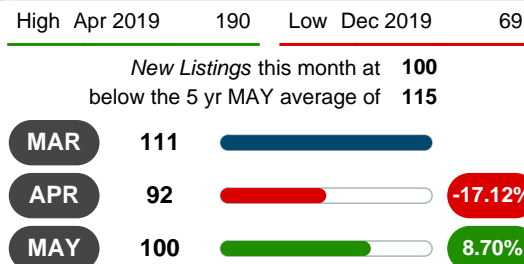 High Apr 2019 190 Low Dec 2019 69
New Listings this month at 100
below the 5 yr MAY average of 115
MAR 111
APR 92 -17.12%
MAY 100 8.70%